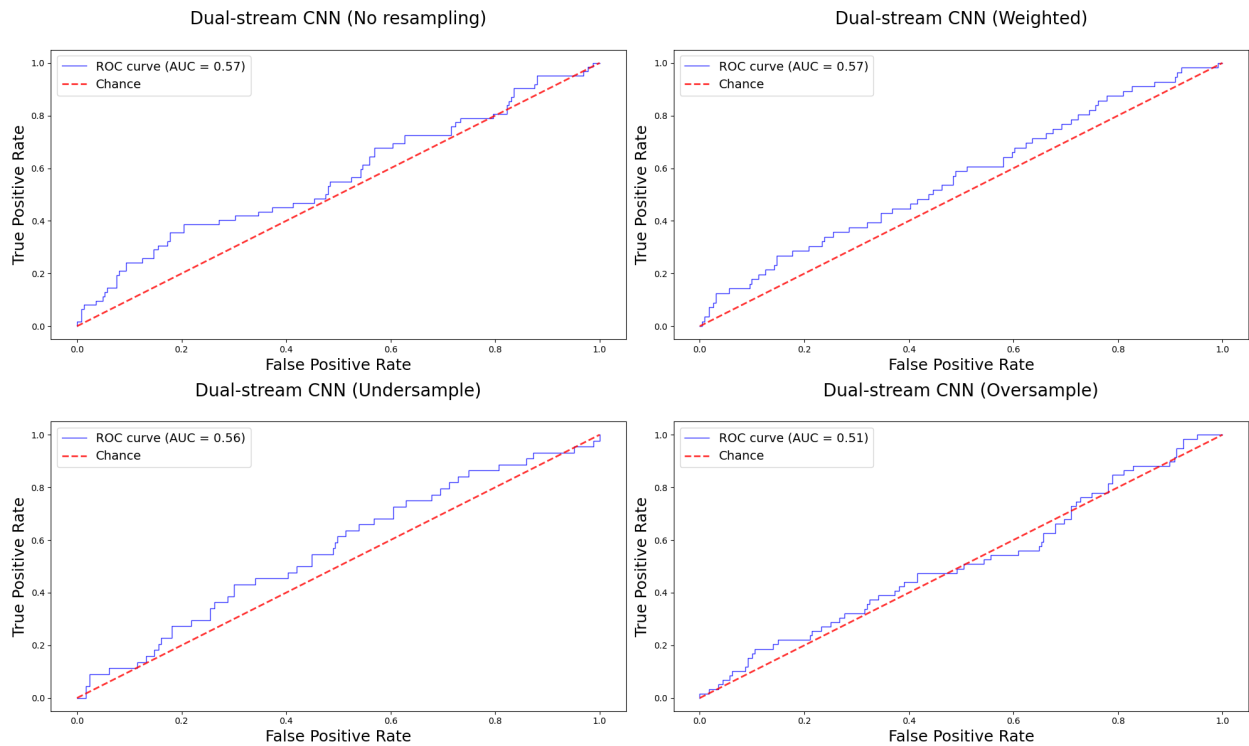 Dual-stream CNN (No resampling)
ROC curve (AUC = 0.57)
Chance
True Positive Rate
1.0
0.8
0.6
0.4
0.2
0.0
0.0 0.2 0.4 0.6 0.8 1.0
False Positive Rate
Dual-stream CNN (Weighted)
ROC curve (AUC = 0.57)
Chance
True Positive Rate
1.0
0.8
0.6
0.4
0.2
0.0
0.0 0.2 0.4 0.6 0.8 1.0
False Positive Rate
Dual-stream CNN (Undersample)
ROC curve (AUC = 0.56)
Chance
True Positive Rate
1.0
0.8
0.6
0.4
0.2
0.0
0.0 0.2 0.4 0.6 0.8 1.0
False Positive Rate
Dual-stream CNN (Oversample)
ROC curve (AUC = 0.51)
Chance
True Positive Rate
1.0
0.8
0.6
0.4
0.2
0.0
0.0 0.2 0.4 0.6 0.8 1.0
False Positive Rate